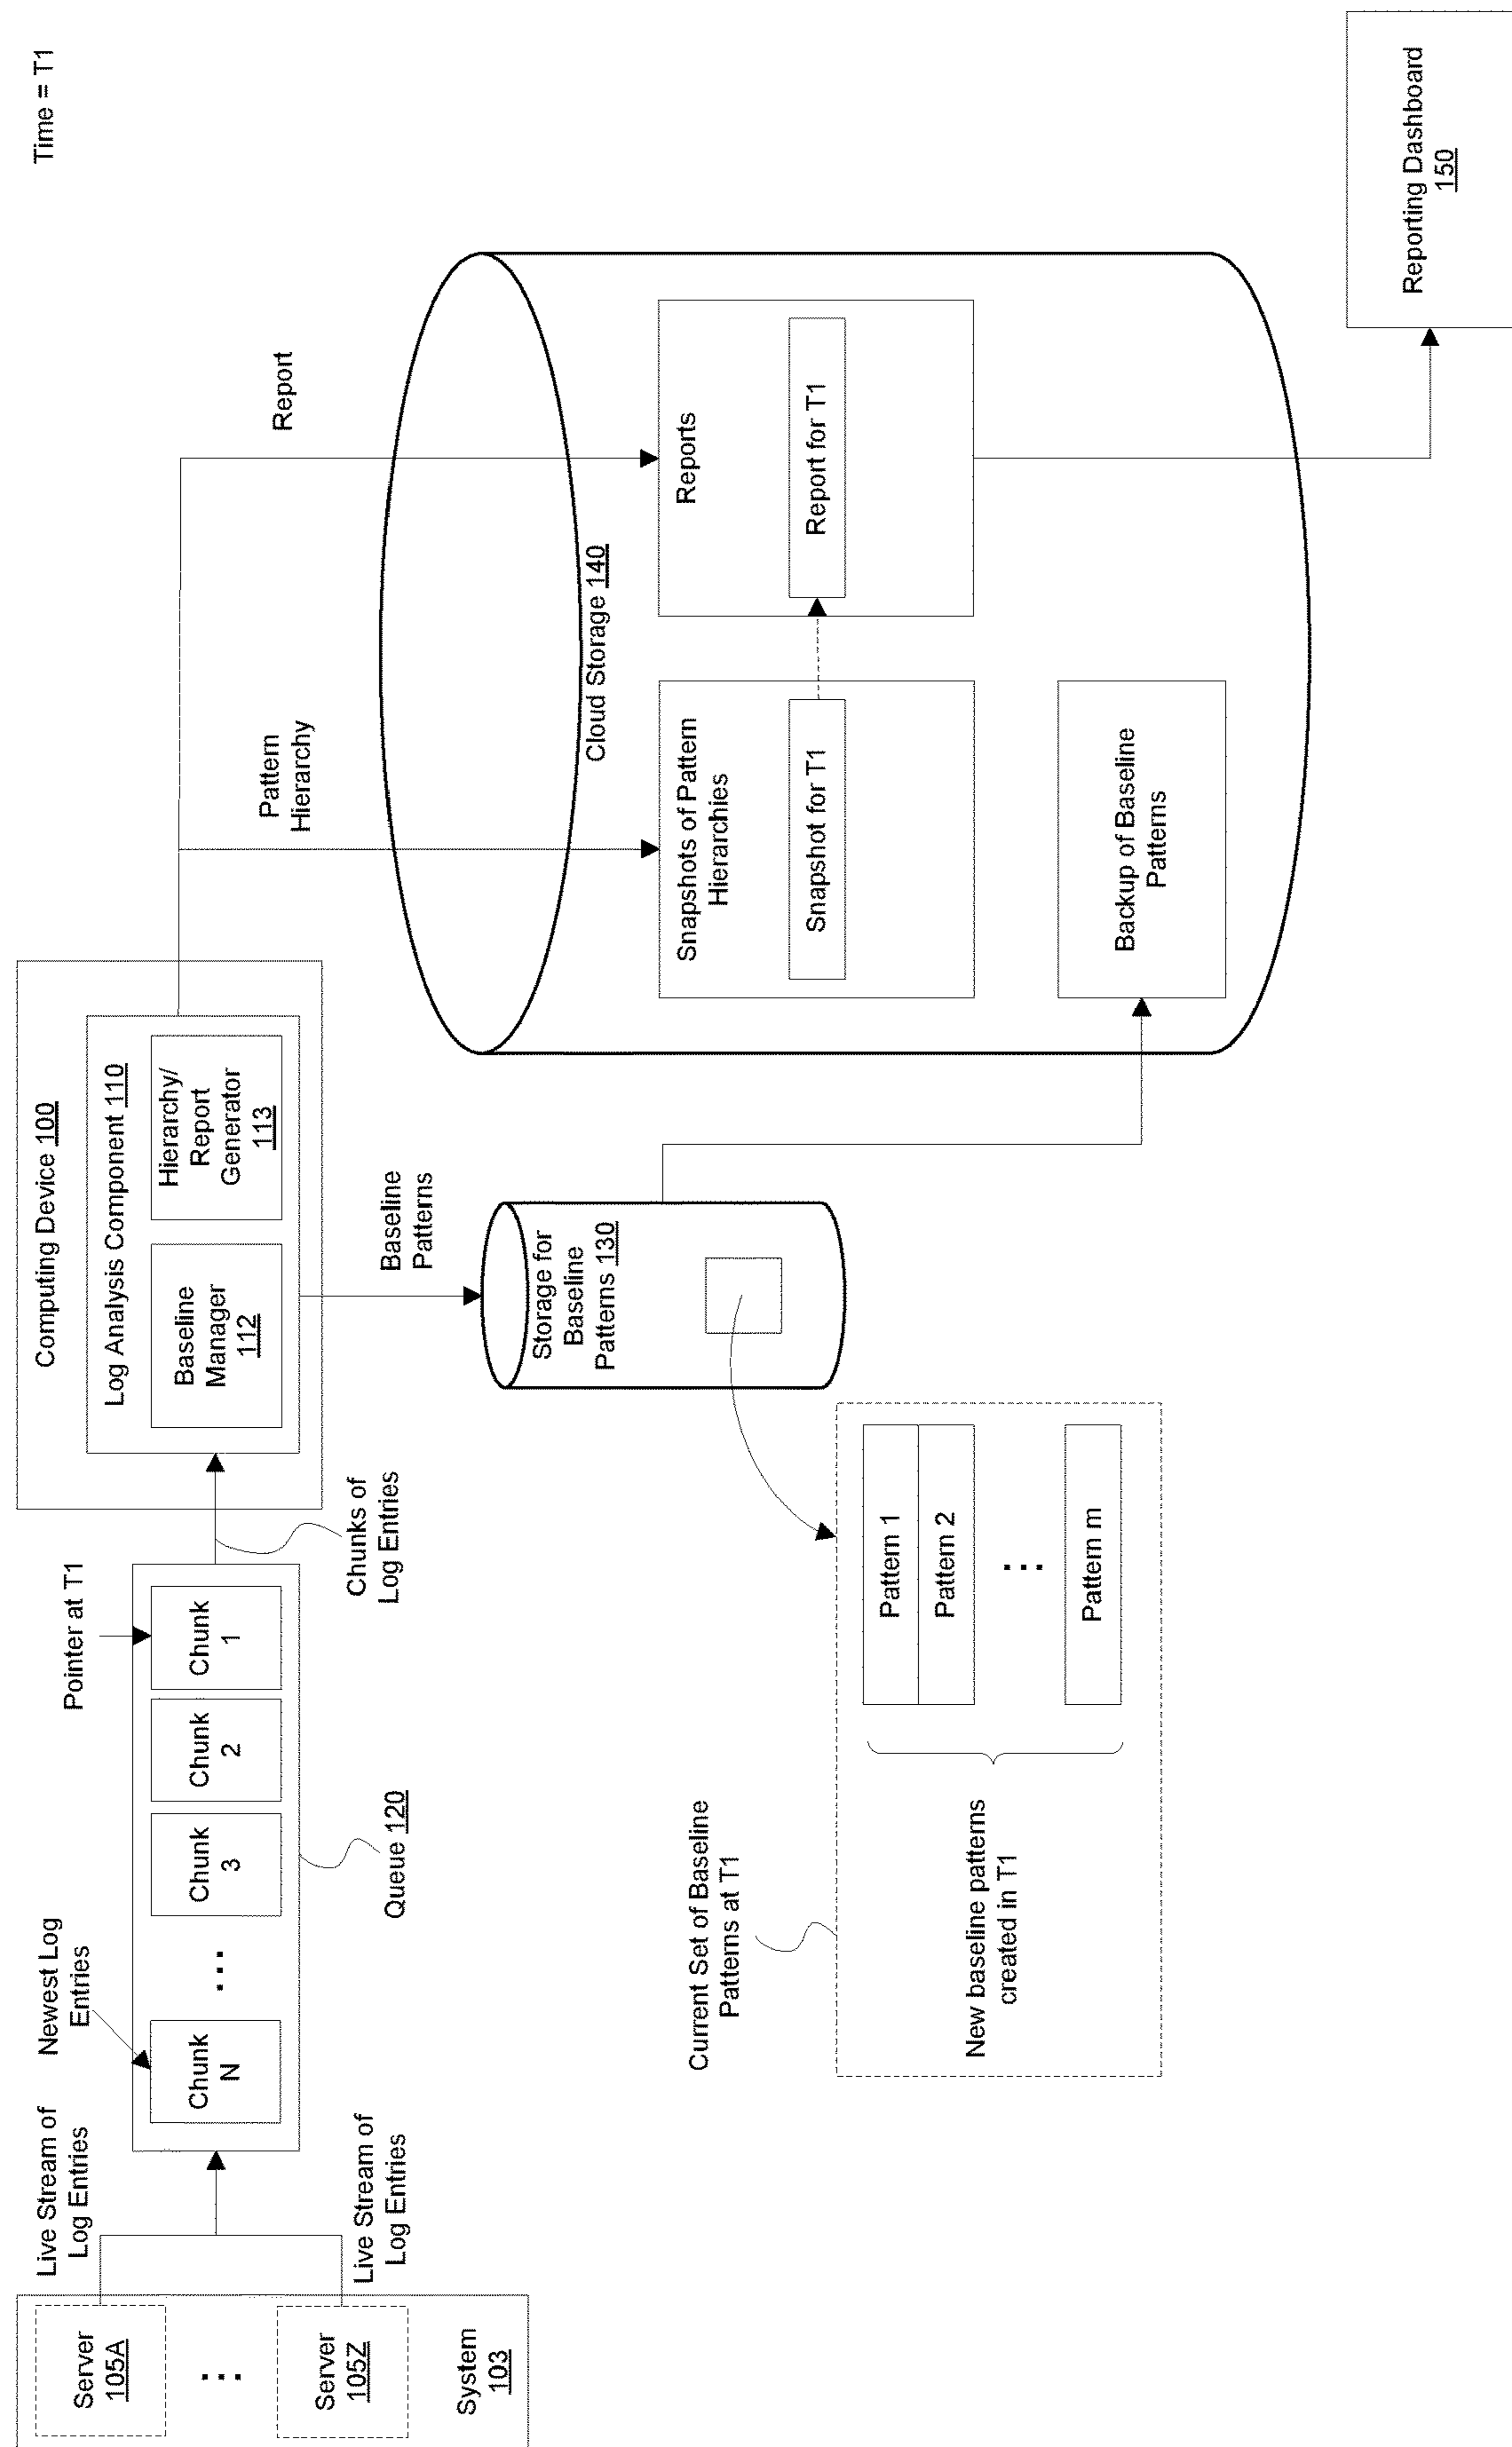 Time = T1
Server
105A
...
Server
105Z
System
103
Live Stream of
Log Entries
Live Stream of
Log Entries
Newest Log
Entries
Chunk
N
...
Chunk
3
Chunk
2
Chunk
1
Pointer at T1
Queue 120
Chunks of
Log Entries
Computing Device 100
Log Analysis Component 110
Baseline
Manager
112
Hierarchy/
Report
Generator
113
Baseline
Patterns
Pattern
Hierarchy
Report
Storage for
Baseline
Patterns 130
Current Set of Baseline
Patterns at T1
New baseline patterns
created in T1
Pattern 1
Pattern 2
...
Pattern m
Cloud Storage 140
Snapshots of Pattern
Hierarchies
Snapshot for T1
Reports
Report for T1
Backup of Baseline
Patterns
Reporting Dashboard
150